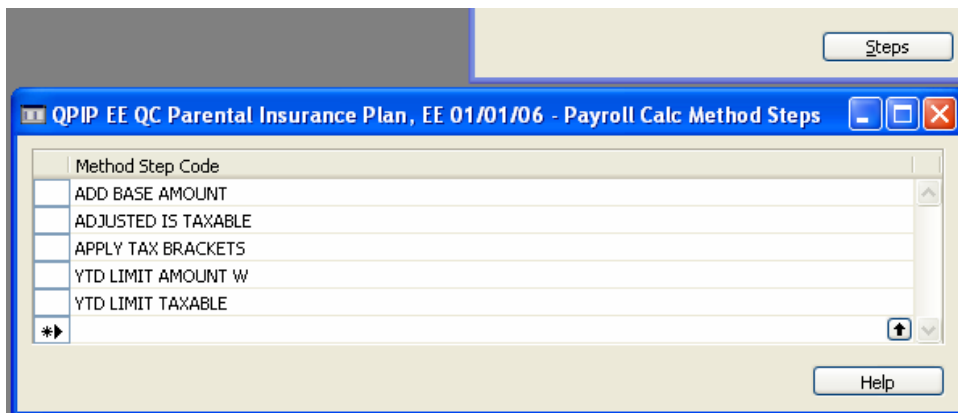 Steps
QPIP EE QC Parental Insurance Plan, EE 01/01/06 - Payroll Calc Method Steps
Method Step Code
ADD BASE AMOUNT
ADJUSTED IS TAXABLE
APPLY TAX BRACKETS
YTD LIMIT AMOUNT W
YTD LIMIT TAXABLE
Help